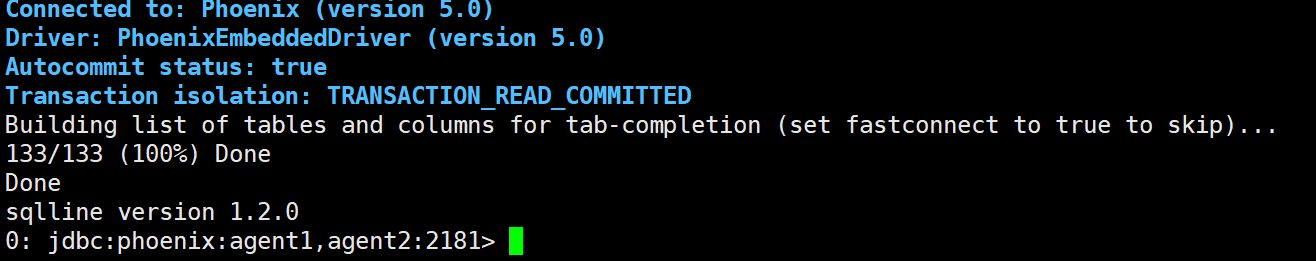 Connected to: Phoenix (version 5.0)
Driver: PhoenixEmbeddedDriver (version 5.0)
Autocommit status: true
Transaction isolation: TRANSACTION_READ_COMMITTED
Building list of tables and columns for tab-completion (set fastconnect to true to skip)...
133/133 (100%) Done
Done
sqlline version 1.2.0
0: jdbc:phoenix:agent1,agent2:2181>